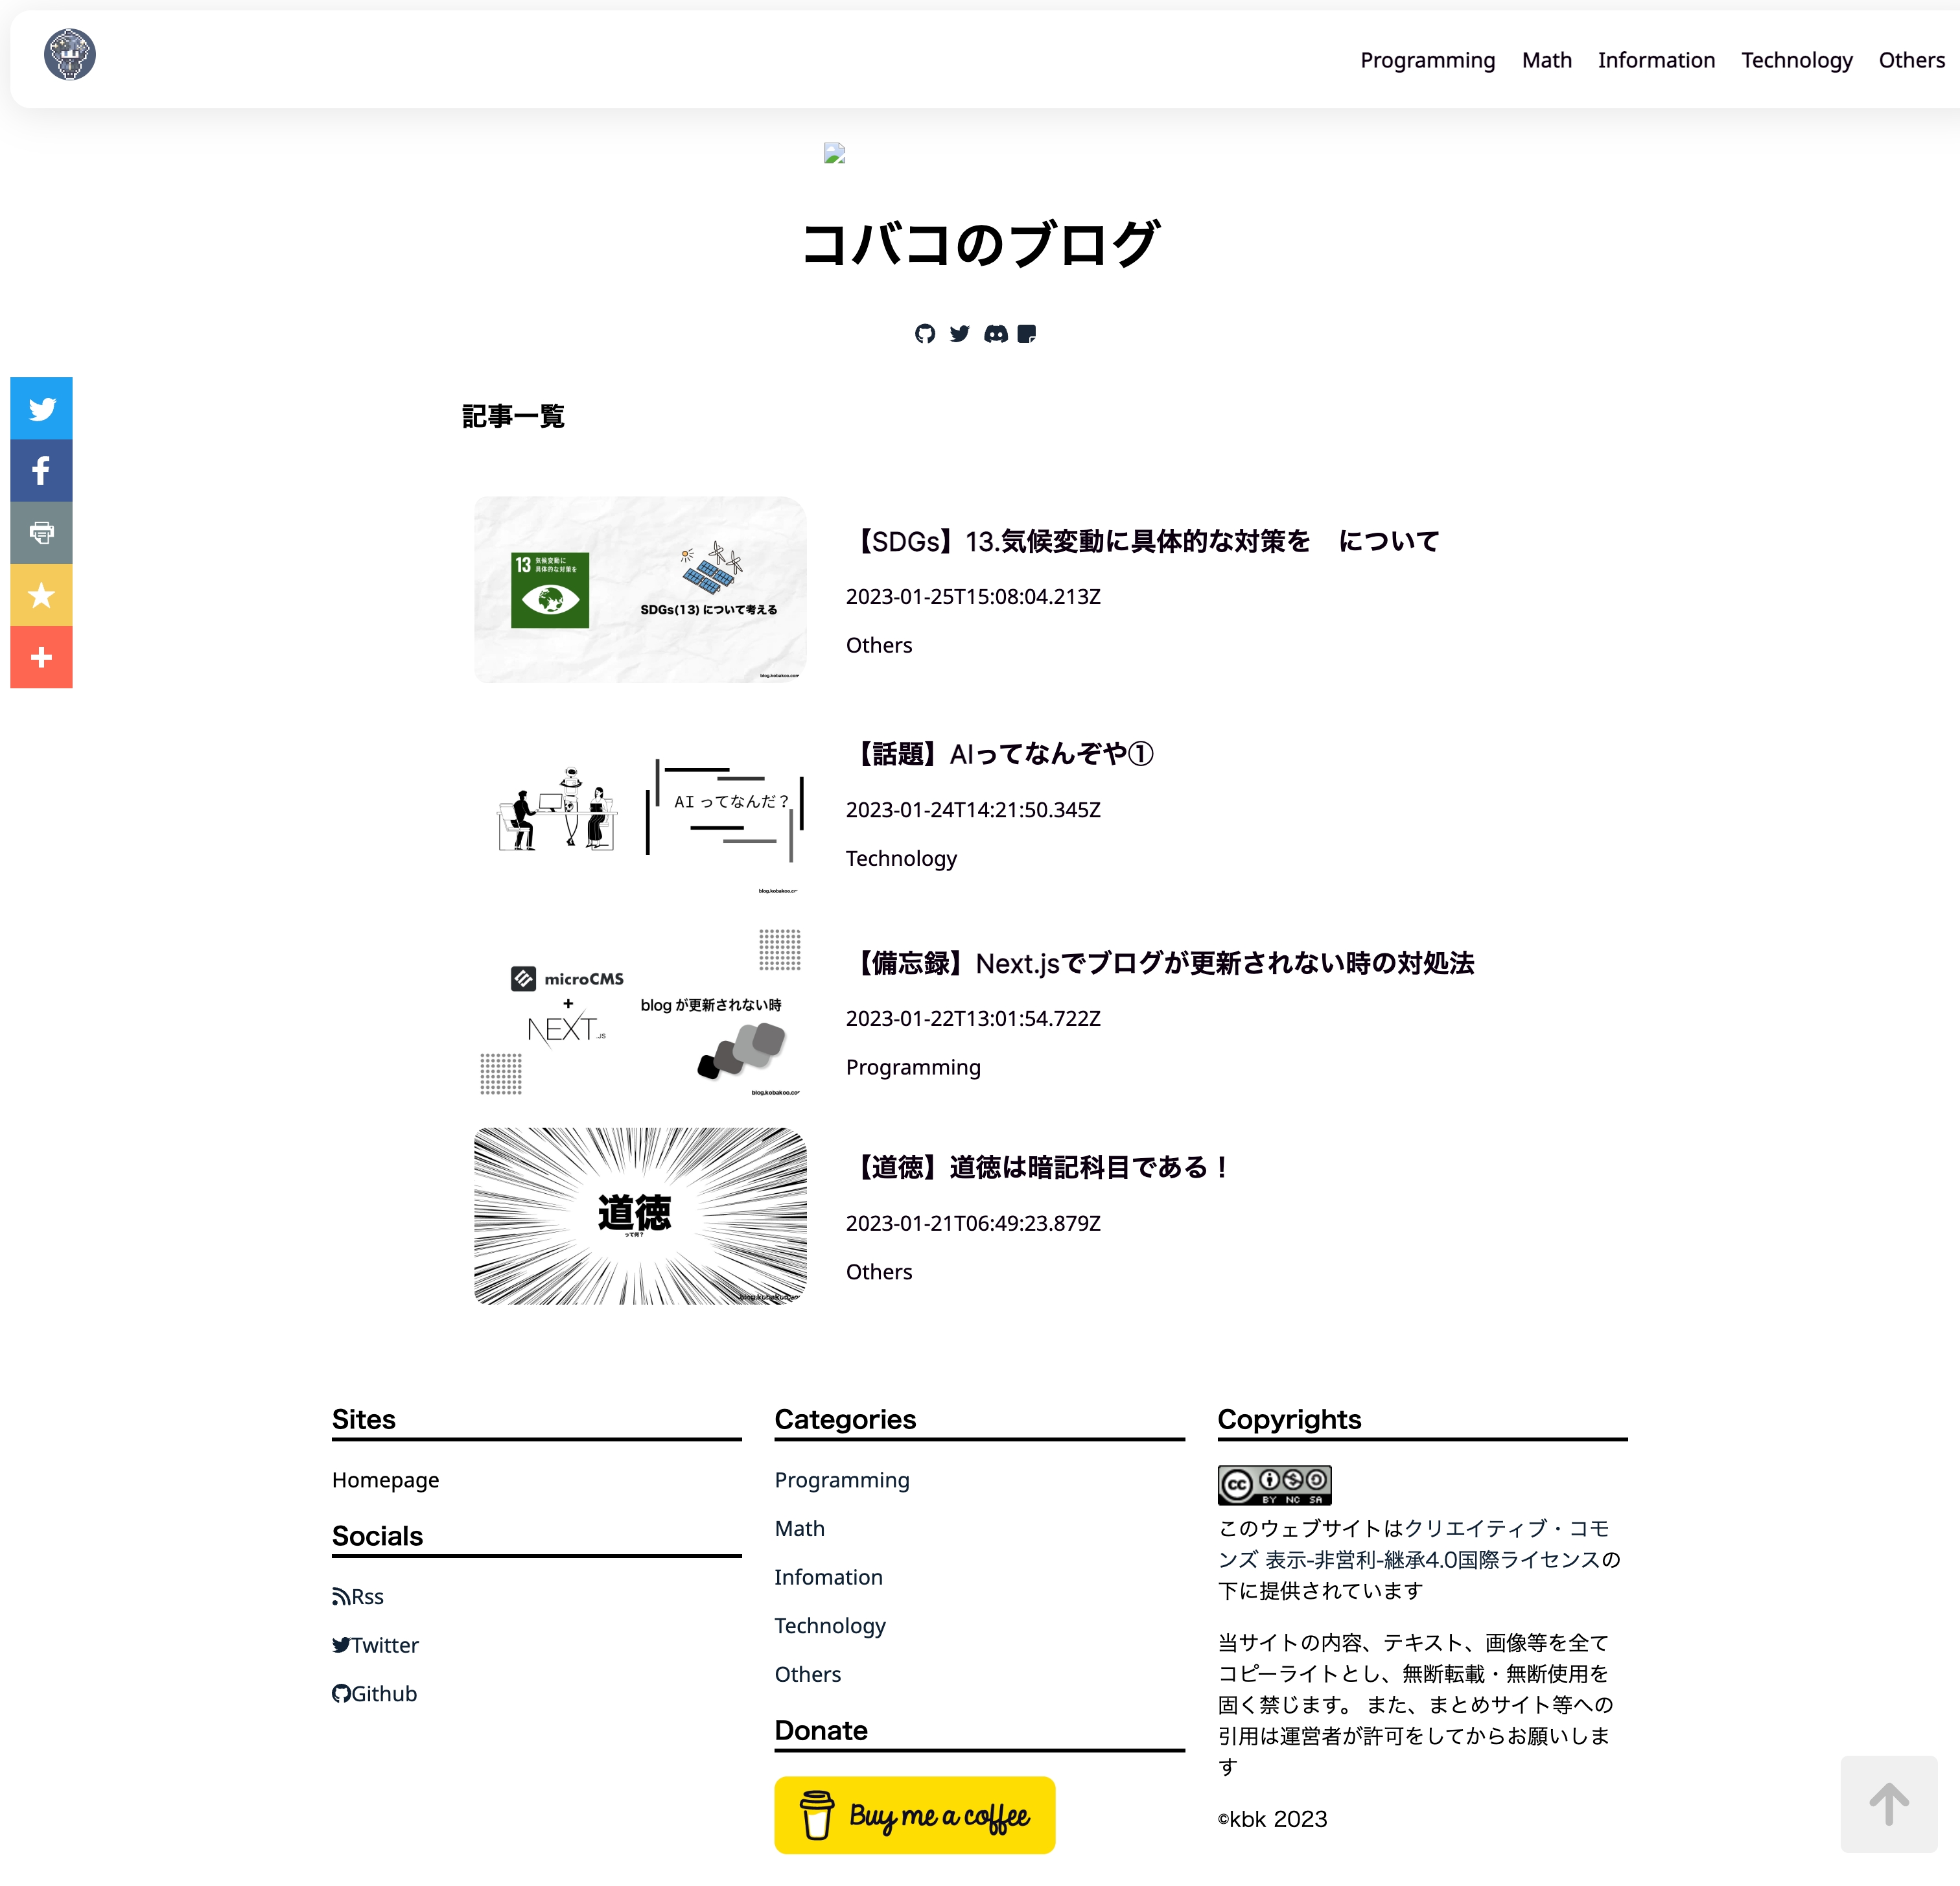 Programming Math Information Technology Others
コバコのブログ
記事一覧
13 気候変動に
具体的な対策を
SDGs(13) について考える
blog.kobakoo.com
【SDGs】13.気候変動に具体的な対策を　について
2023-01-25T15:08:04.213Z
Others
AI ってなんだ？
【話題】AIってなんぞや①
2023-01-24T14:21:50.345Z
Technology
microCMS
+
NEXT.JS
blog が更新されない時
【備忘録】Next.jsでブログが更新されない時の対処法
2023-01-22T13:01:54.722Z
Programming
道徳
って何？
【道徳】道徳は暗記科目である！
2023-01-21T06:49:23.879Z
Others
Sites
Homepage
Socials
Rss
Twitter
Github
Categories
Programming
Math
Infomation
Technology
Others
Donate
Buy me a coffee
Copyrights
CC
BY NC SA
このウェブサイトはクリエイティブ・コモ
ンズ 表示-非営利-継承4.0国際ライセンスの
下に提供されています
当サイトの内容、テキスト、画像等を全て
コピーライトとし、無断転載・無断使用を
固く禁じます。 また、まとめサイト等への
引用は運営者が許可をしてからお願いしま
す
©kbk 2023